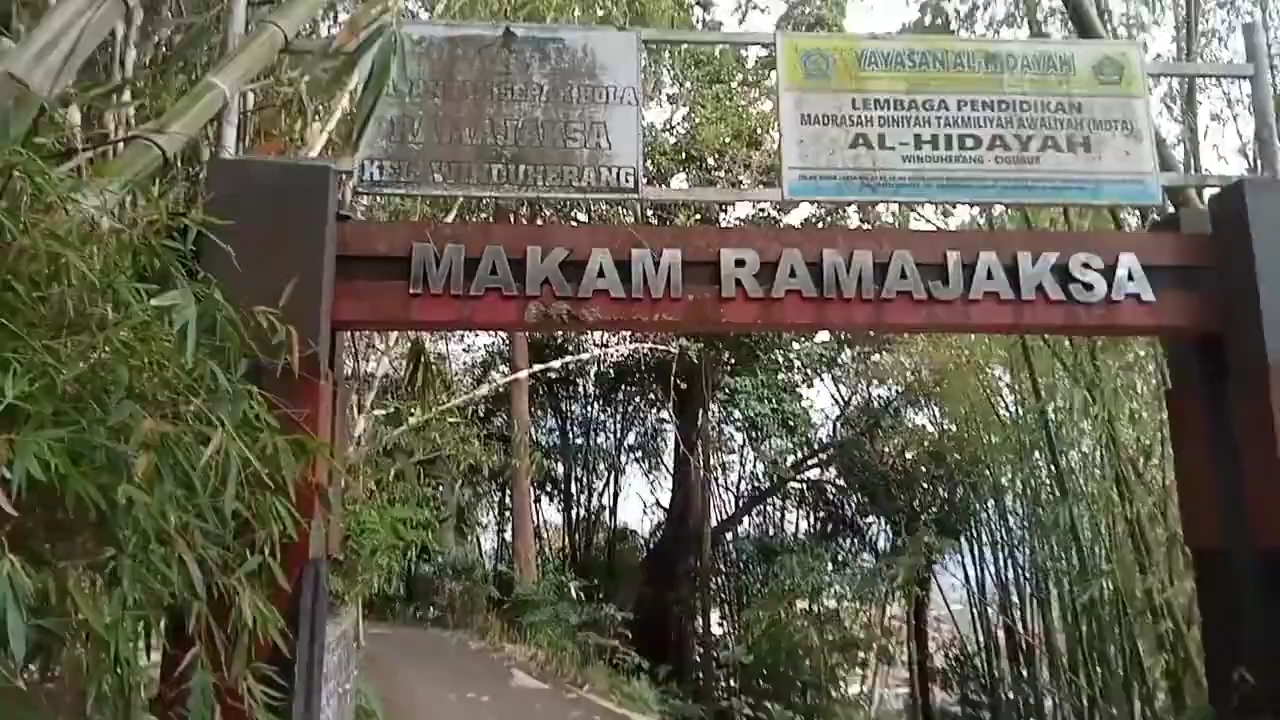 RAMAJAKSA
KEL. WINDUHERANG
YAYASAN AL-HIDAYAH
LEMBAGA PENDIDIKAN
MADRASAH DINIYAH TAKMILIYAH AWALIYAH (MDTA)
AL-HIDAYAH
WINDUHERANG - CIGUGUR
MAKAM RAMAJAKSA